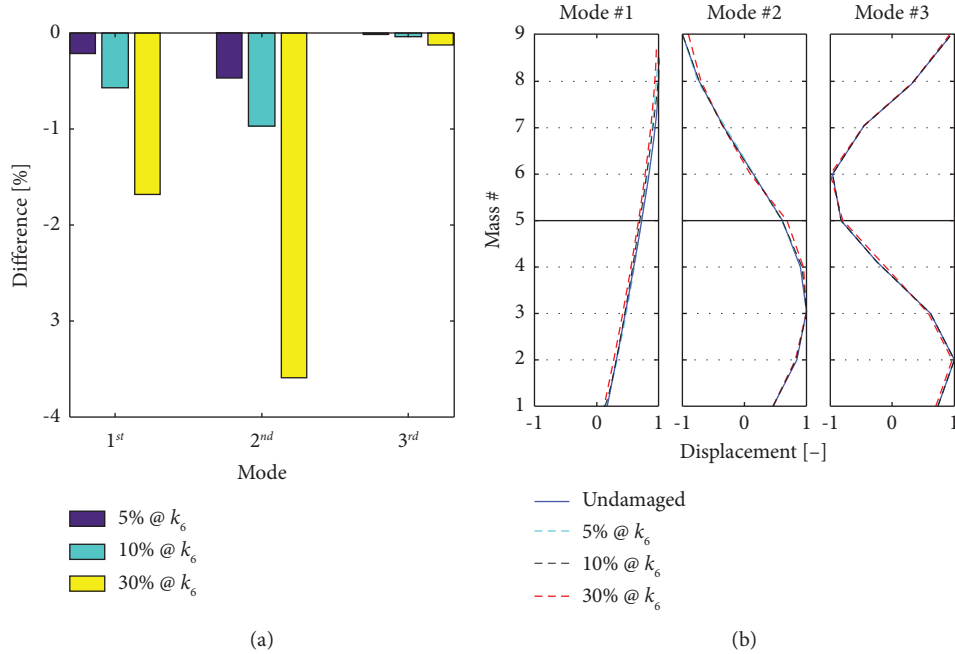 0
-1
-2
-3
-4
Difference [%]
1st
2nd
3rd
Mode
5% @ k6
10% @ k6
30% @ k6
(a)
Mode #1
Mode #2
Mode #3
9
8
7
6
5
4
3
2
1
Mass #
-1 0 1
-1 0 1
-1 0 1
Displacement [–]
Undamaged
5% @ k6
10% @ k6
30% @ k6
(b)